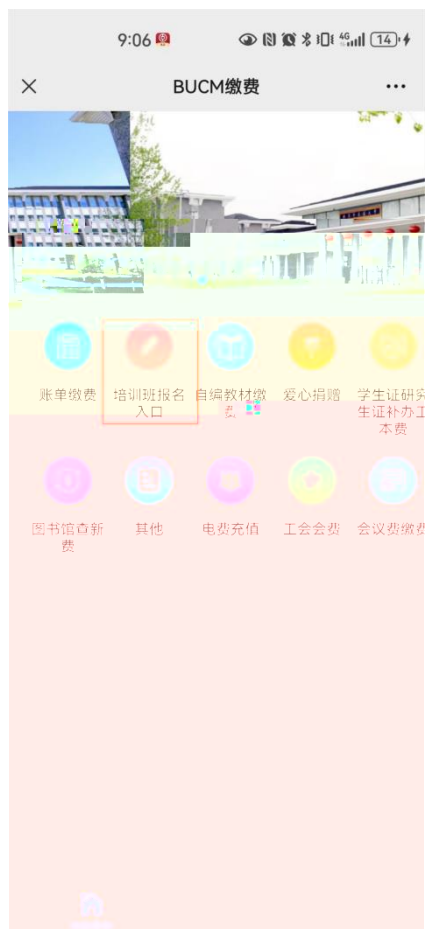 9:06 4G 14
BUCM缴费
账单缴费 培训班报名 自编教材缴 爱心捐赠 学生证研究
入口 费 生证补办工
本费
图书馆查新 其他 电费充值 工会会费 会议费缴费
费